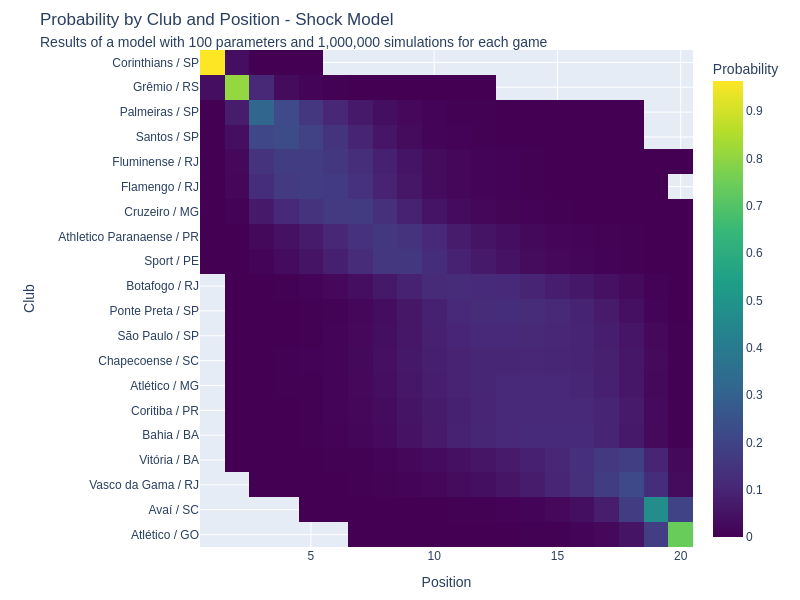 Probability by Club and Position - Shock Model
Results of a model with 100 parameters and 1,000,000 simulations for each game
Corinthians / SP
Grêmio / RS
Palmeiras / SP
Santos / SP
Fluminense / RJ
Flamengo / RJ
Cruzeiro / MG
Athletico Paranaense / PR
Sport / PE
Botafogo / RJ
Ponte Preta / SP
São Paulo / SP
Chapecoense / SC
Atlético / MG
Coritiba / PR
Bahia / BA
Vitória / BA
Vasco da Gama / RJ
Avaí / SC
Atlético / GO
Club
5
10
15
20
Position
Probability
0.9
0.8
0.7
0.6
0.5
0.4
0.3
0.2
0.1
0